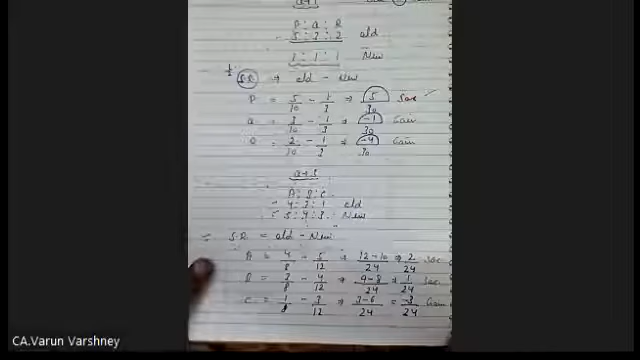 P : Q : R
5 : 3 : 2 old
1 : 1 : 1 New
S.R. ⇒ old - New
P = 5/10 - 1/3 ⇒ 5/30 Sac
Q = 3/10 - 1/3 ⇒ -1/30 Gain
R = 2/10 - 1/3 ⇒ -4/30 Gain
A : B : C
4 : 3 : 1 old
5 : 4 : 3 New
S.R. = old - New
A = 4/8 - 5/12 ⇒ 12-10/24 ⇒ 2/24 Sac
B = 3/8 - 4/12 ⇒ 9-8/24 ⇒ 1/24 Sac
C = 1/8 - 3/12 ⇒ 3-6/24 = -3/24 Gain
CA.Varun Varshney